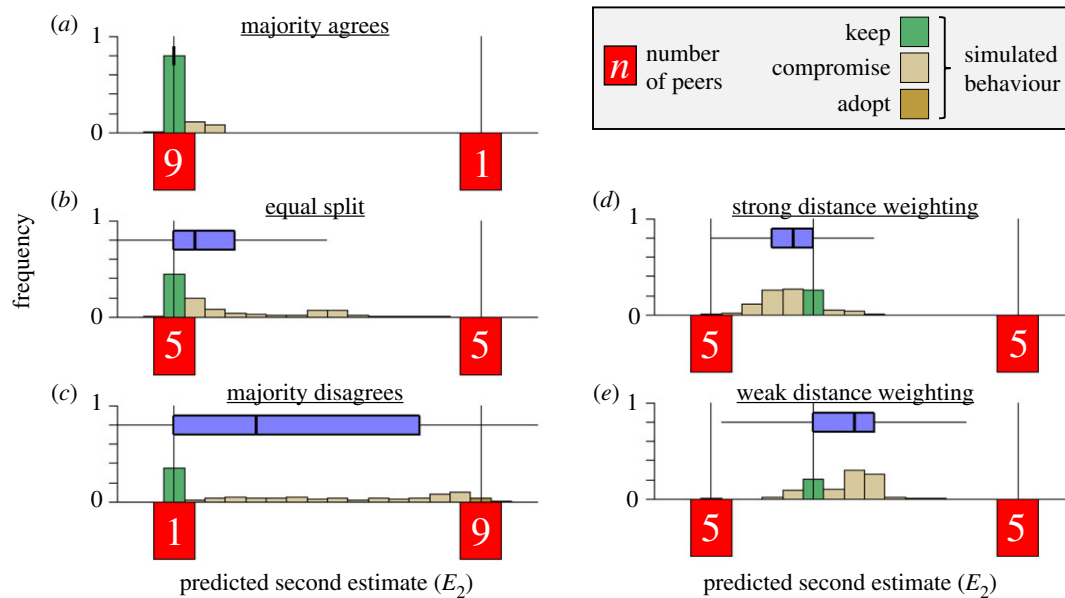 (a)
majority agrees
1
0
9
1
n
number
of peers
keep
compromise
adopt
simulated
behaviour
frequency
(b)
equal split
1
0
5
5
(c)
majority disagrees
1
0
1
9
predicted second estimate (E2)
(d)
strong distance weighting
1
0
5
5
(e)
weak distance weighting
1
0
5
5
predicted second estimate (E2)